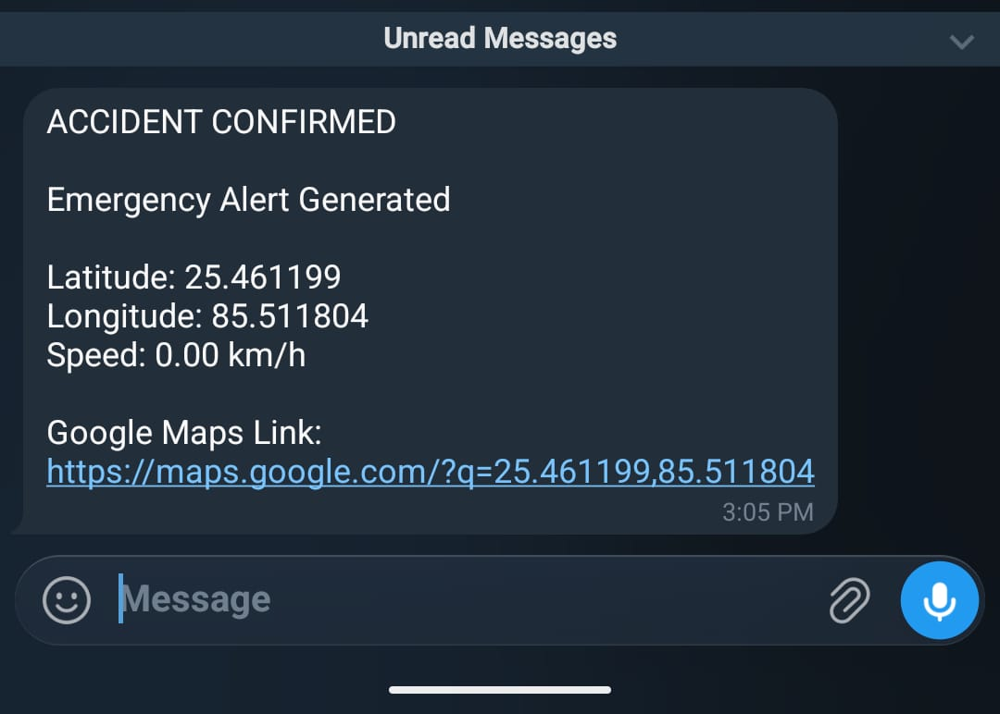 Unread Messages
ACCIDENT CONFIRMED
Emergency Alert Generated
Latitude: 25.461199
Longitude: 85.511804
Speed: 0.00 km/h
Google Maps Link:
https://maps.google.com/?q=25.461199,85.511804
3:05 PM
Message